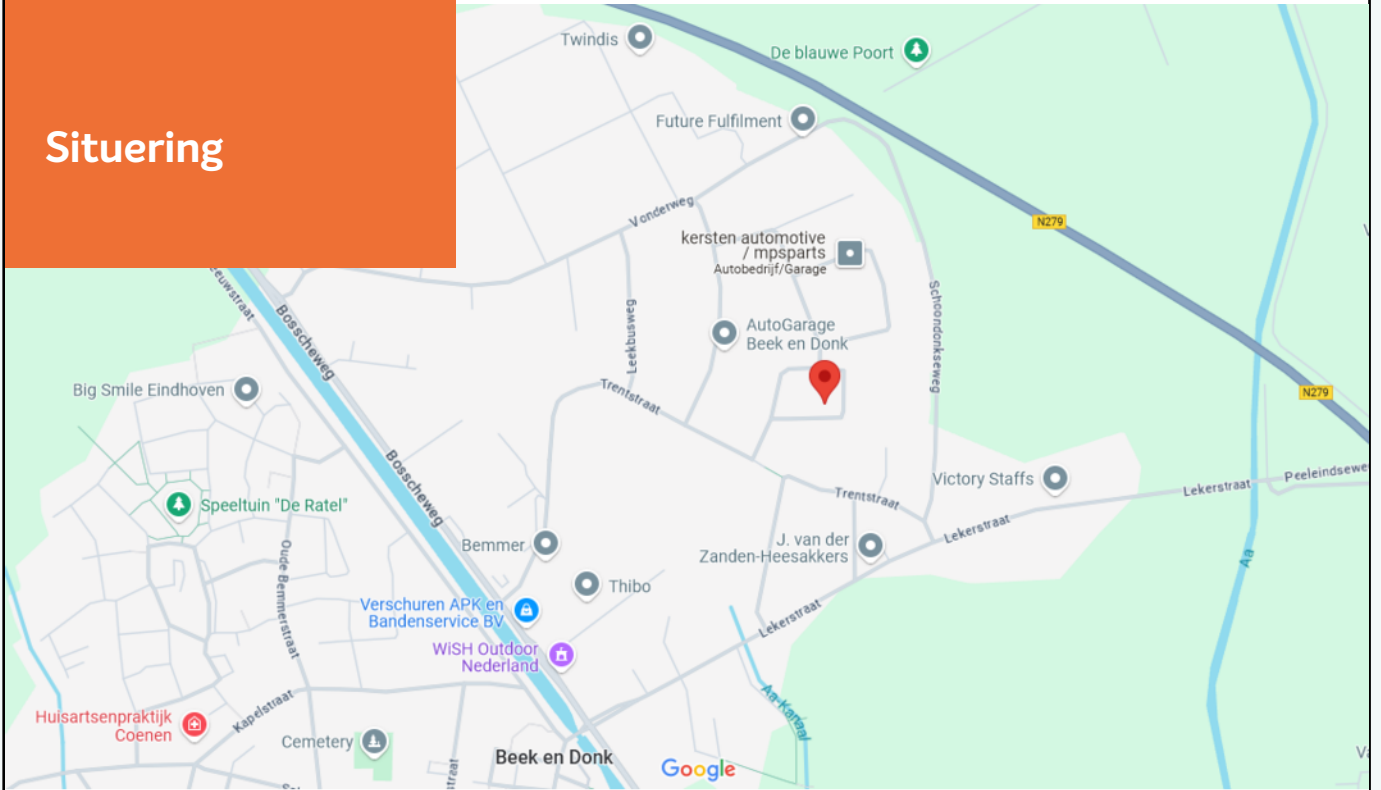 Situering
Twindis
De blauwe Poort
Future Fulfilment
Vonderweg
N279
kersten automotive
/ mpsparts
Autobedrijf/Garage
Bosscheweg
Schoondonkseweg
Leekbusweg
AutoGarage
Beek en Donk
Big Smile Eindhoven
Trentstraat
N279
Bosscheweg
Victory Staffs
Peeleindsewe
Lekerstraat
Trentstraat
Speeltuin "De Ratel"
Lekerstraat
J. van der
Zanden-Heesakkers
Bemmer
Oude Bemmerstraat
Aa
Thibo
Verschuren APK en
Bandenservice BV
Lekerstraat
WiSH Outdoor
Nederland
Aa-Kanaal
Kapelstraat
Huisartsenpraktijk
Coenen
Cemetery
Beek en Donk
Google
traat